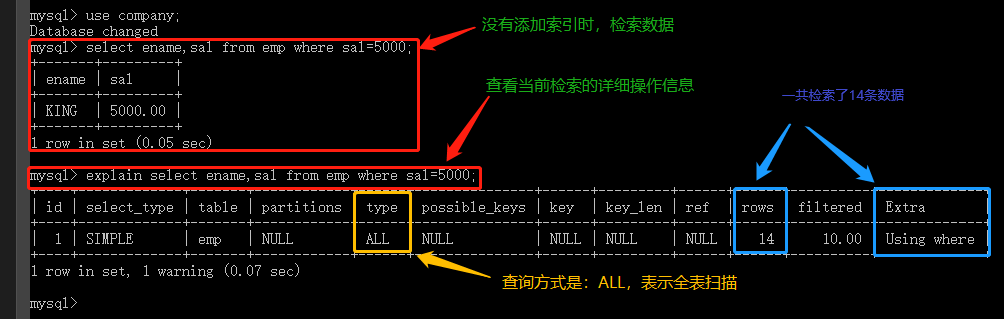 mysql> use company;
Database changed
mysql> select ename,sal from emp where sal=5000;
没有添加索引时，检索数据
+-------+---------+
| ename | sal     |
+-------+---------+
| KING  | 5000.00 |
+-------+---------+
1 row in set (0.05 sec)
查看当前检索的详细操作信息
一共检索了14条数据
mysql> explain select ename,sal from emp where sal=5000;
| id | select_type | table | partitions | type | possible_keys | key | key_len | ref | rows | filtered | Extra |
| 1 | SIMPLE | emp | NULL | ALL | NULL | NULL | NULL | NULL | 14 | 10.00 | Using where |
1 row in set, 1 warning (0.07 sec)
查询方式是：ALL，表示全表扫描
mysql>